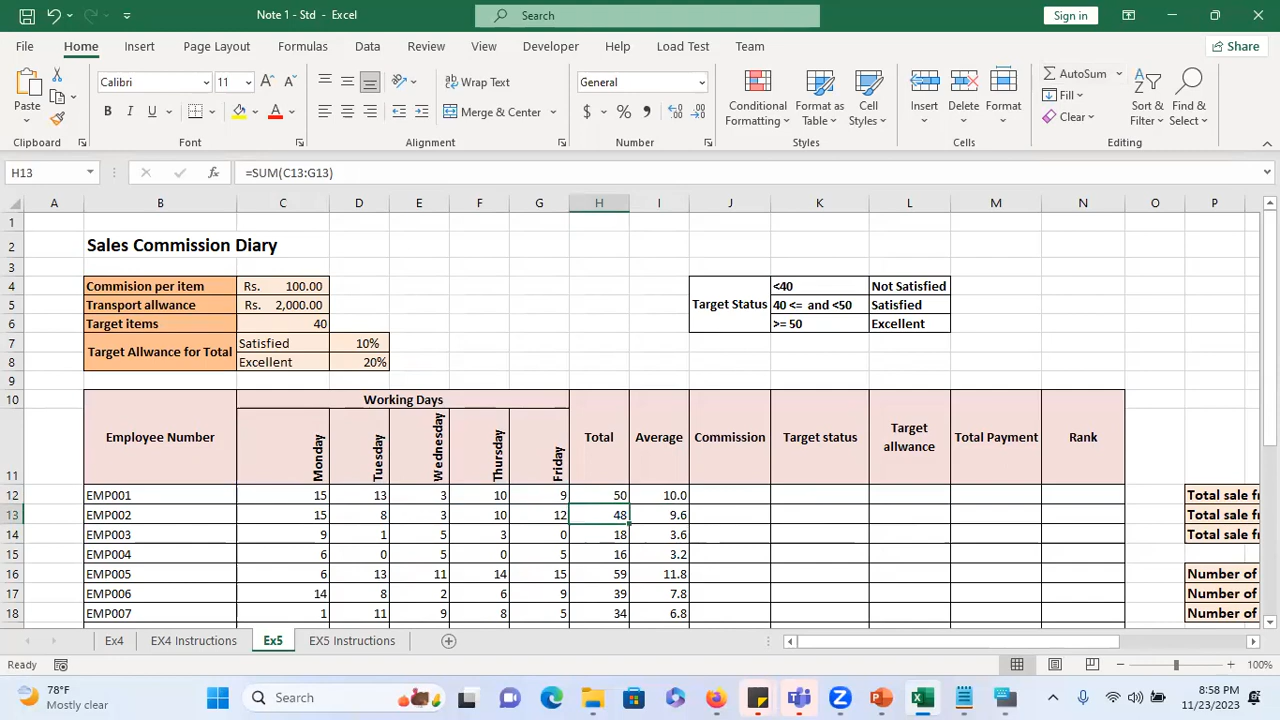 Note 1 - Std - Excel
Search
Sign in
File Home Insert Page Layout Formulas Data Review View Developer Help Load Test Team
Share
Paste
Calibri 11
Wrap Text
Merge & Center
General
Conditional Formatting
Format as Table
Cell Styles
Insert Delete Format
AutoSum
Fill
Clear
Sort & Filter
Find & Select
Clipboard Font Alignment Number Styles Cells Editing
H13 =SUM(C13:G13)
A B C D E F G H I J K L M N O P
1
2 Sales Commission Diary
3
4 Commision per item Rs. 100.00 <40 Not Satisfied
5 Transport allwance Rs. 2,000.00 Target Status 40 <= and <50 Satisfied
6 Target items 40 >= 50 Excellent
7 Satisfied 10%
Target Allwance for Total
8 Excellent 20%
9
10 Working Days
Employee Number Total Average Commission Target status Target allwance Total Payment Rank
11 Monday Tuesday Wednesday Thursday Friday
12 EMP001 15 13 3 10 9 50 10.0 Total sale fr
13 EMP002 15 8 3 10 12 48 9.6 Total sale fr
14 EMP003 9 1 5 3 0 18 3.6 Total sale fr
15 EMP004 6 0 5 0 5 16 3.2
16 EMP005 6 13 11 14 15 59 11.8 Number of
17 EMP006 14 8 2 6 9 39 7.8 Number of
18 EMP007 1 11 9 8 5 34 6.8 Number of
Ex4 EX4 Instructions Ex5 EX5 Instructions
Ready 100%
78°F
Mostly clear
Search
8:58 PM
11/23/2023